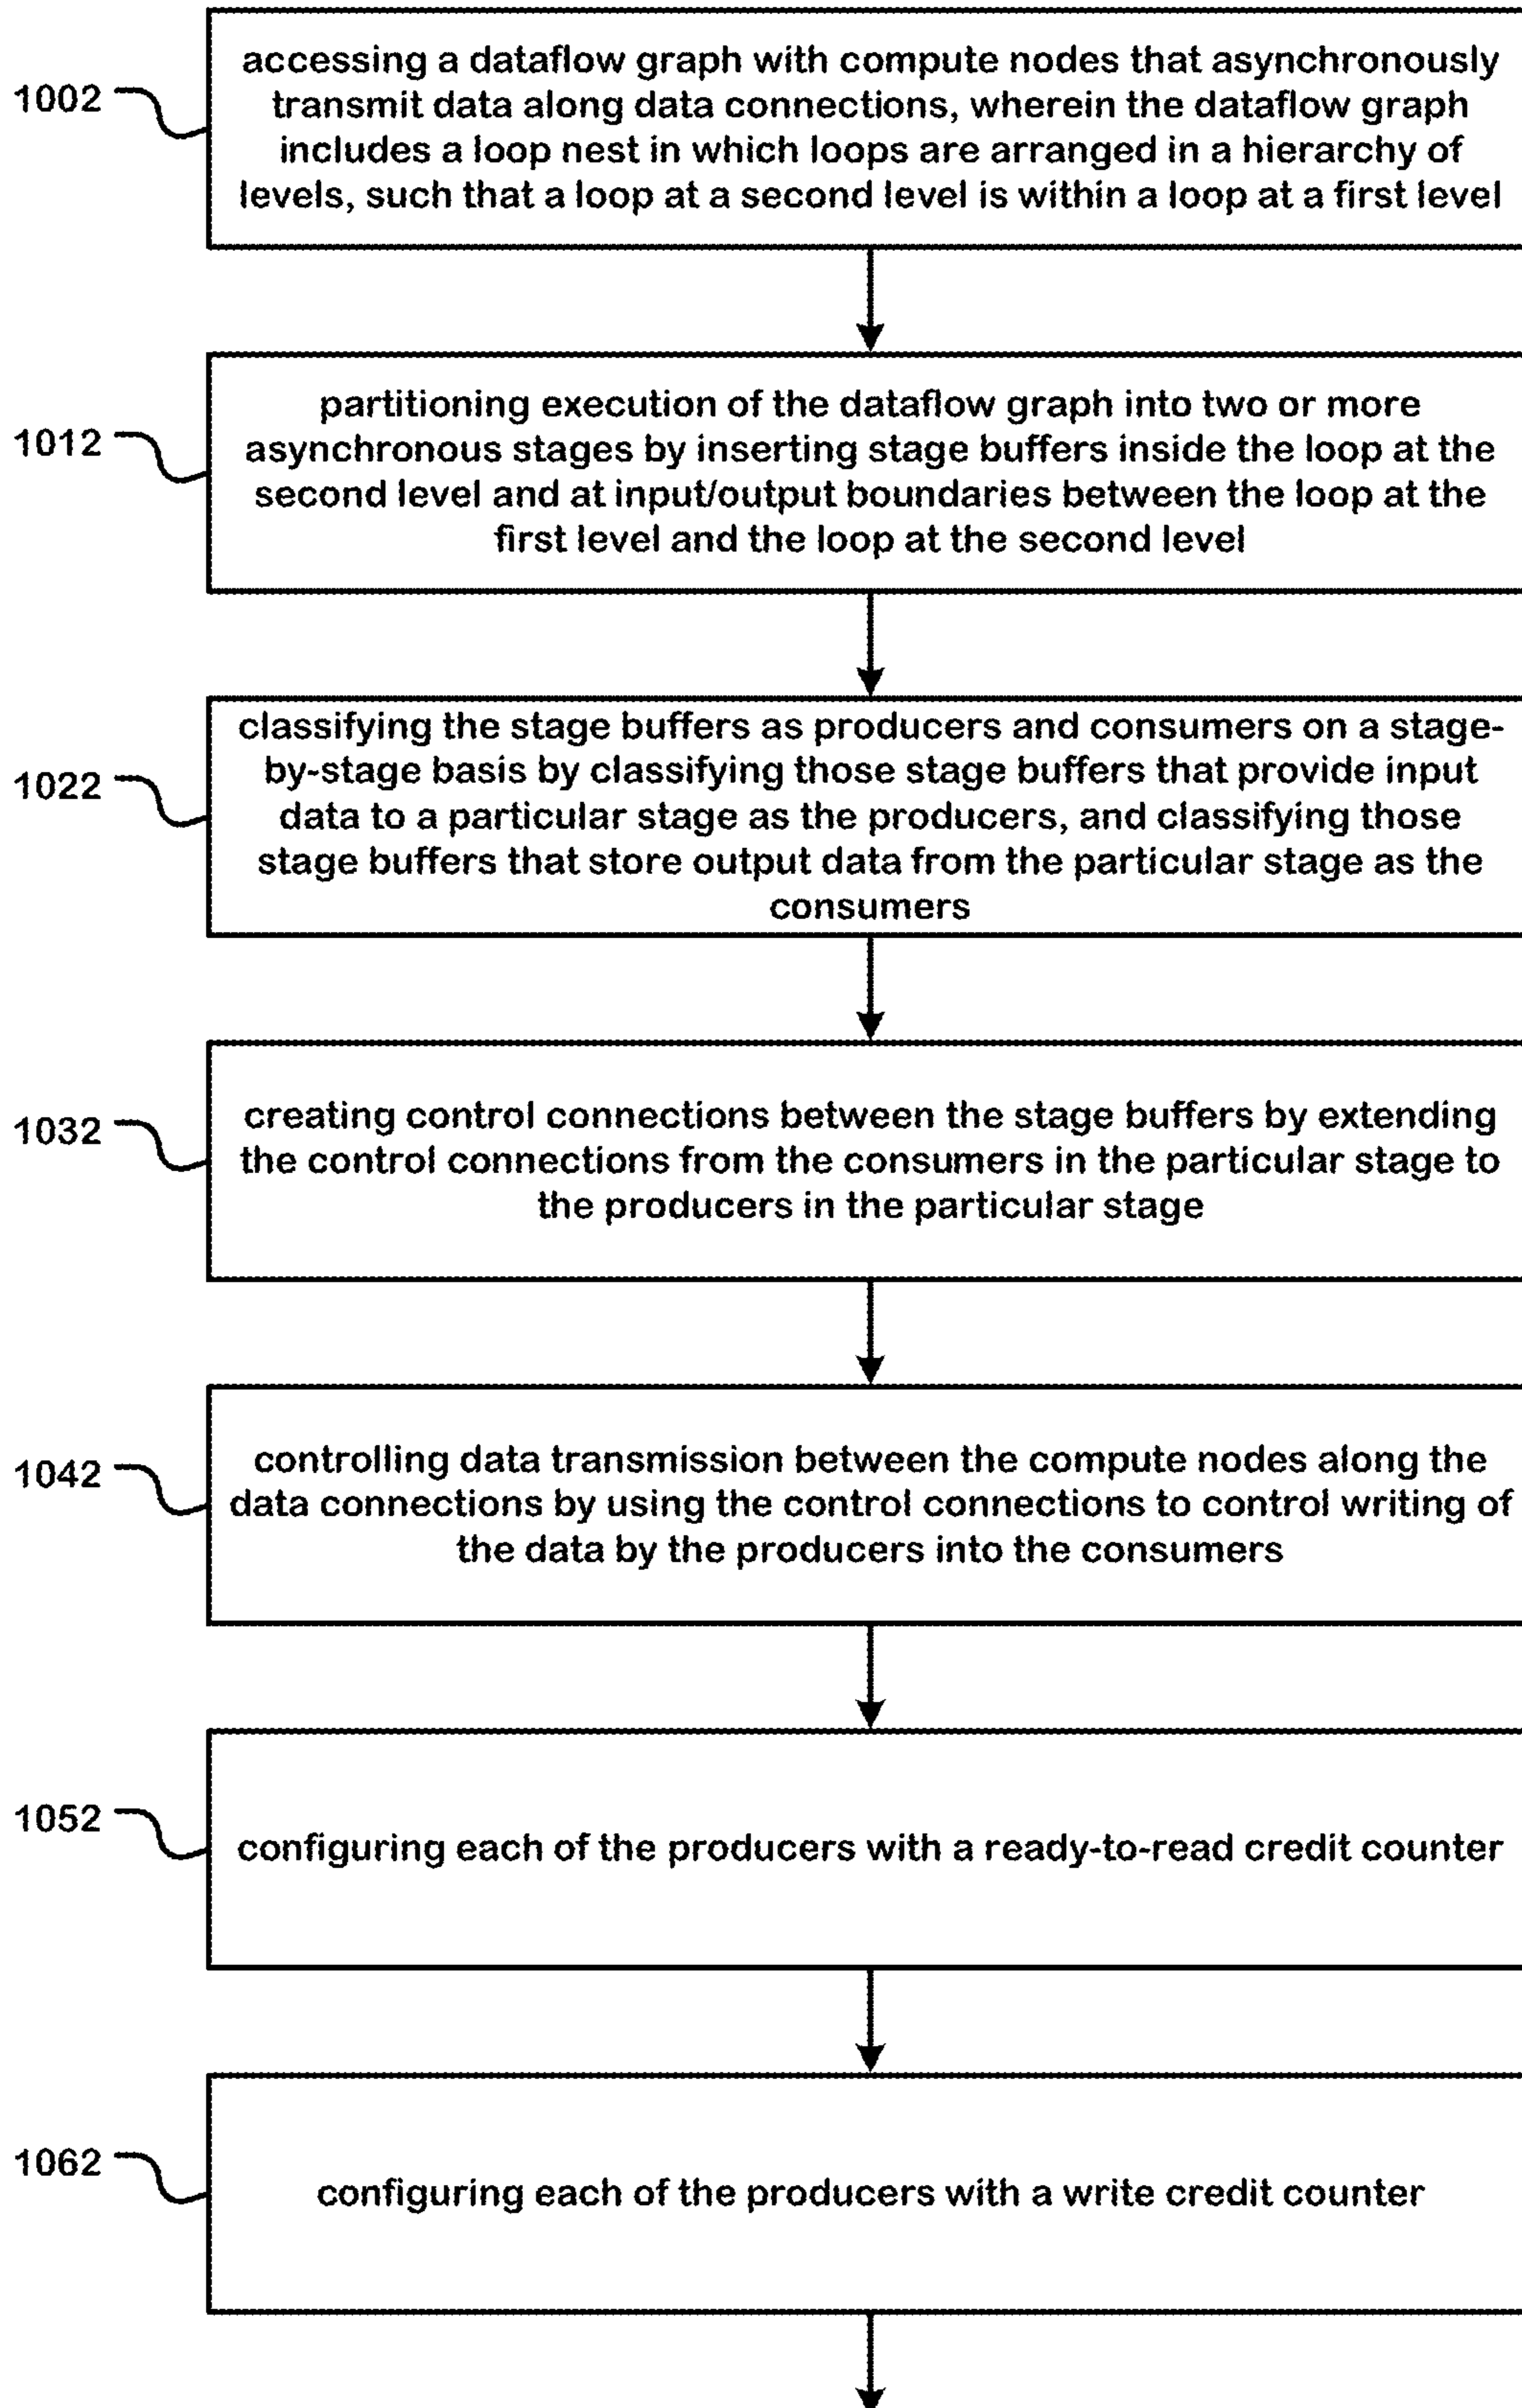 1002
accessing a dataflow graph with compute nodes that asynchronously
transmit data along data connections, wherein the dataflow graph
includes a loop nest in which loops are arranged in a hierarchy of
levels, such that a loop at a second level is within a loop at a first level
1012
partitioning execution of the dataflow graph into two or more
asynchronous stages by inserting stage buffers inside the loop at the
second level and at input/output boundaries between the loop at the
first level and the loop at the second level
1022
classifying the stage buffers as producers and consumers on a stage-
by-stage basis by classifying those stage buffers that provide input
data to a particular stage as the producers, and classifying those
stage buffers that store output data from the particular stage as the
consumers
1032
creating control connections between the stage buffers by extending
the control connections from the consumers in the particular stage to
the producers in the particular stage
1042
controlling data transmission between the compute nodes along the
data connections by using the control connections to control writing of
the data by the producers into the consumers
1052
configuring each of the producers with a ready-to-read credit counter
1062
configuring each of the producers with a write credit counter